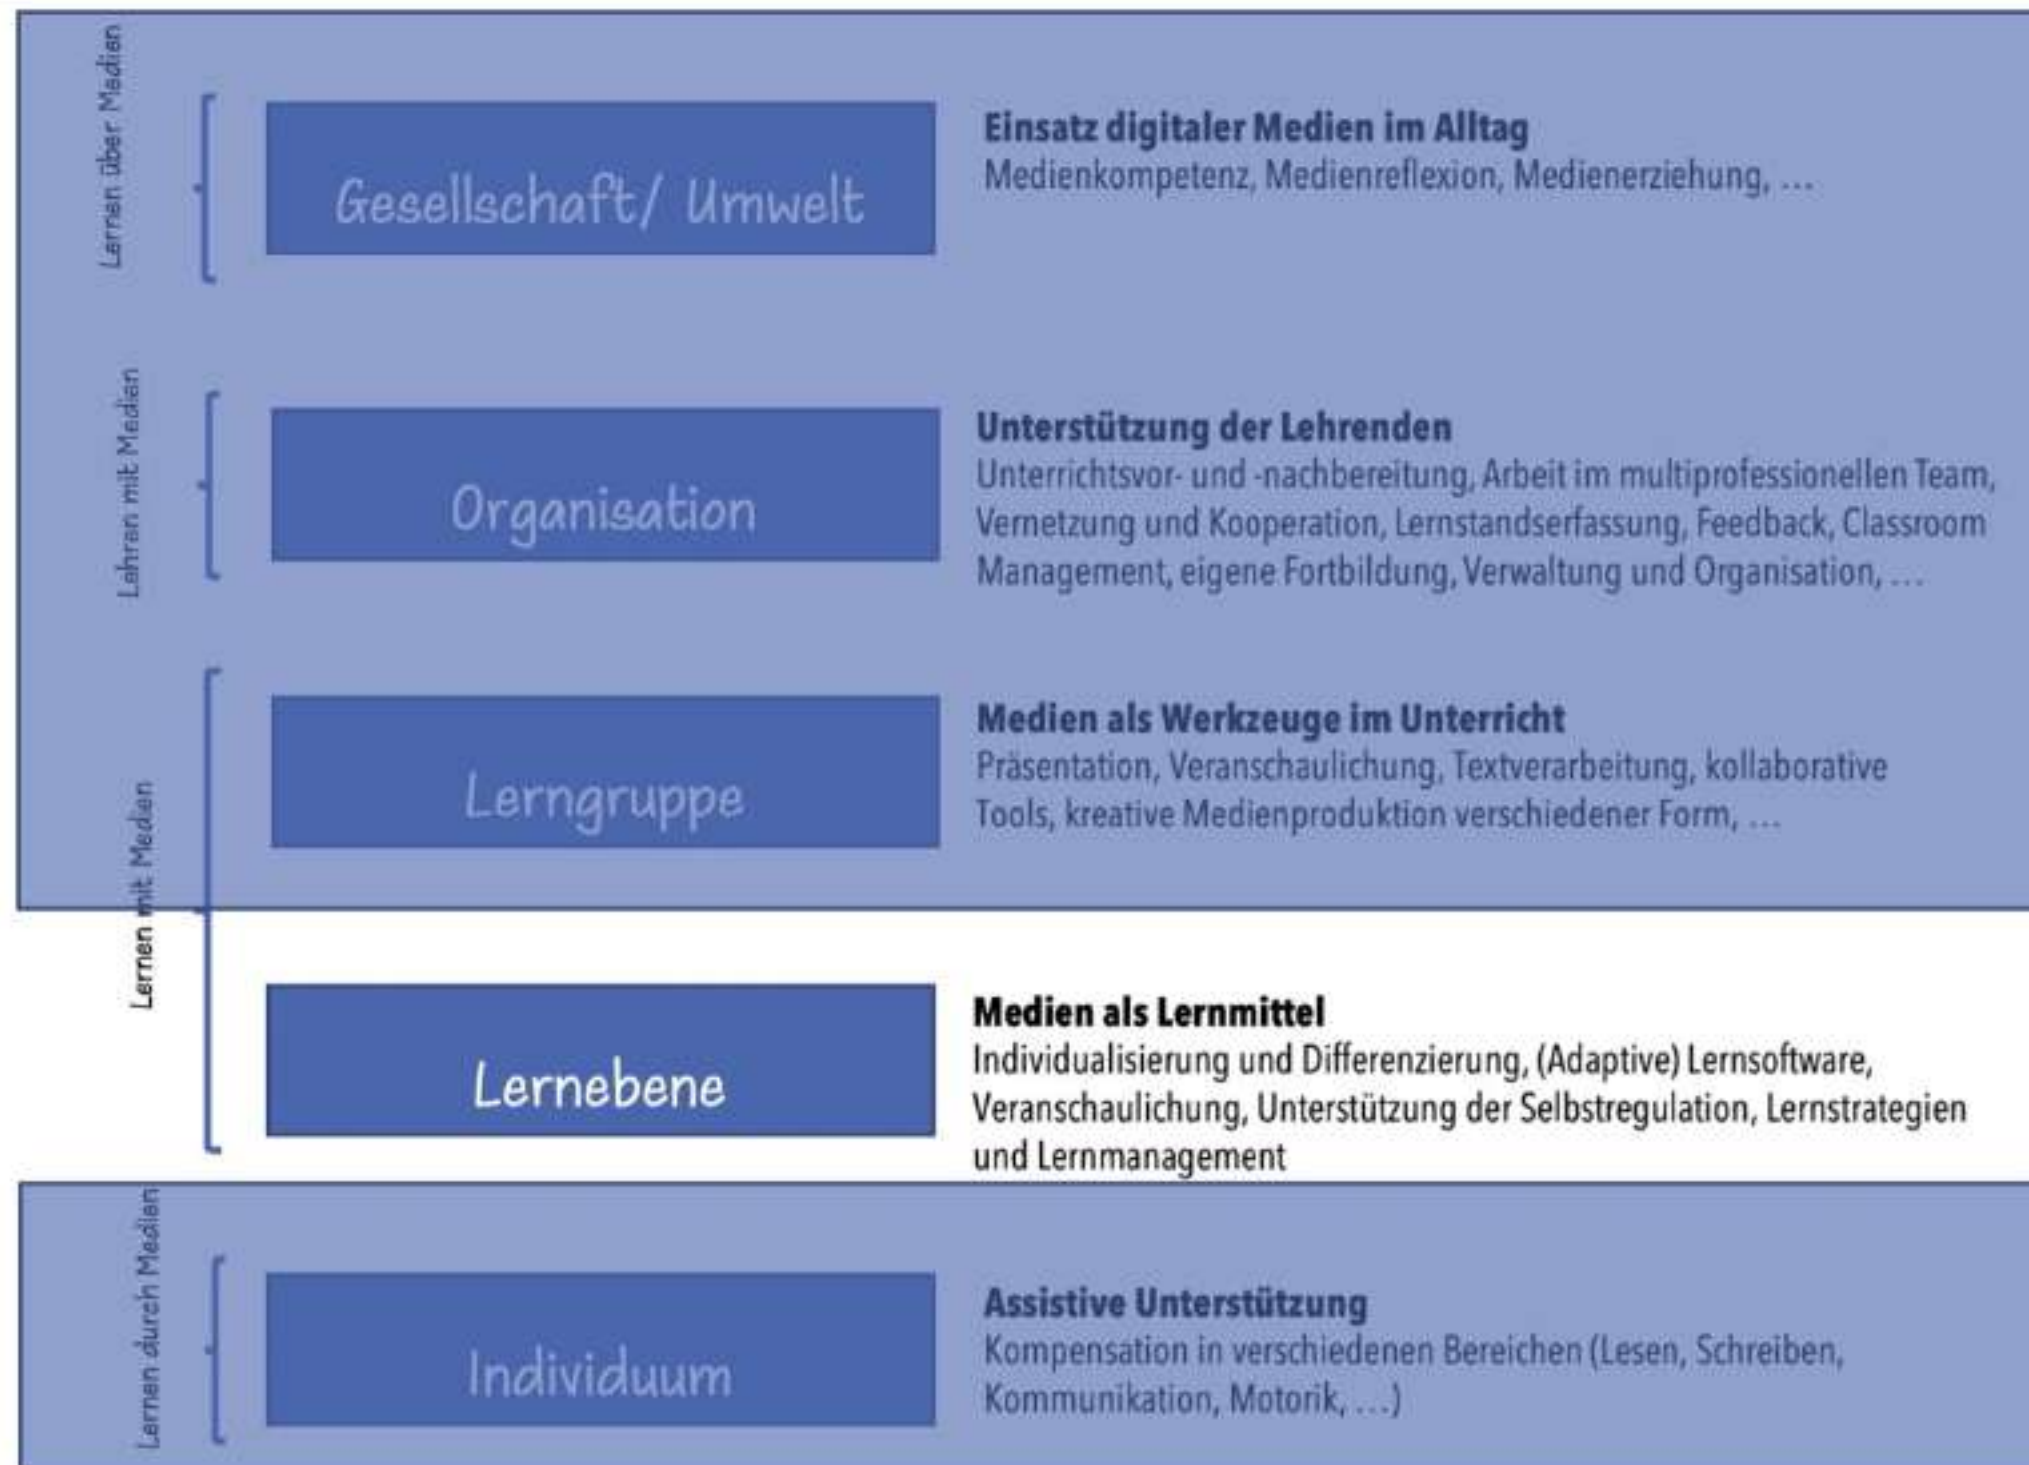 Lernen über Medien
Gesellschaft/ Umwelt
Einsatz digitaler Medien im Alltag
Medienkompetenz, Medienreflexion, Medienerziehung, ...
Lehren mit Medien
Organisation
Unterstützung der Lehrenden
Unterrichtsvor- und -nachbereitung, Arbeit im multiprofessionellen Team,
Vernetzung und Kooperation, Lernstandserfassung, Feedback, Classroom
Management, eigene Fortbildung, Verwaltung und Organisation, ...
Lernen mit Medien
Lerngruppe
Medien als Werkzeuge im Unterricht
Präsentation, Veranschaulichung, Textverarbeitung, kollaborative
Tools, kreative Medienproduktion verschiedener Form, ...
Lernebene
Medien als Lernmittel
Individualisierung und Differenzierung, (Adaptive) Lernsoftware,
Veranschaulichung, Unterstützung der Selbstregulation, Lernstrategien
und Lernmanagement
Lernen durch Medien
Individuum
Assistive Unterstützung
Kompensation in verschiedenen Bereichen (Lesen, Schreiben,
Kommunikation, Motorik, ...)